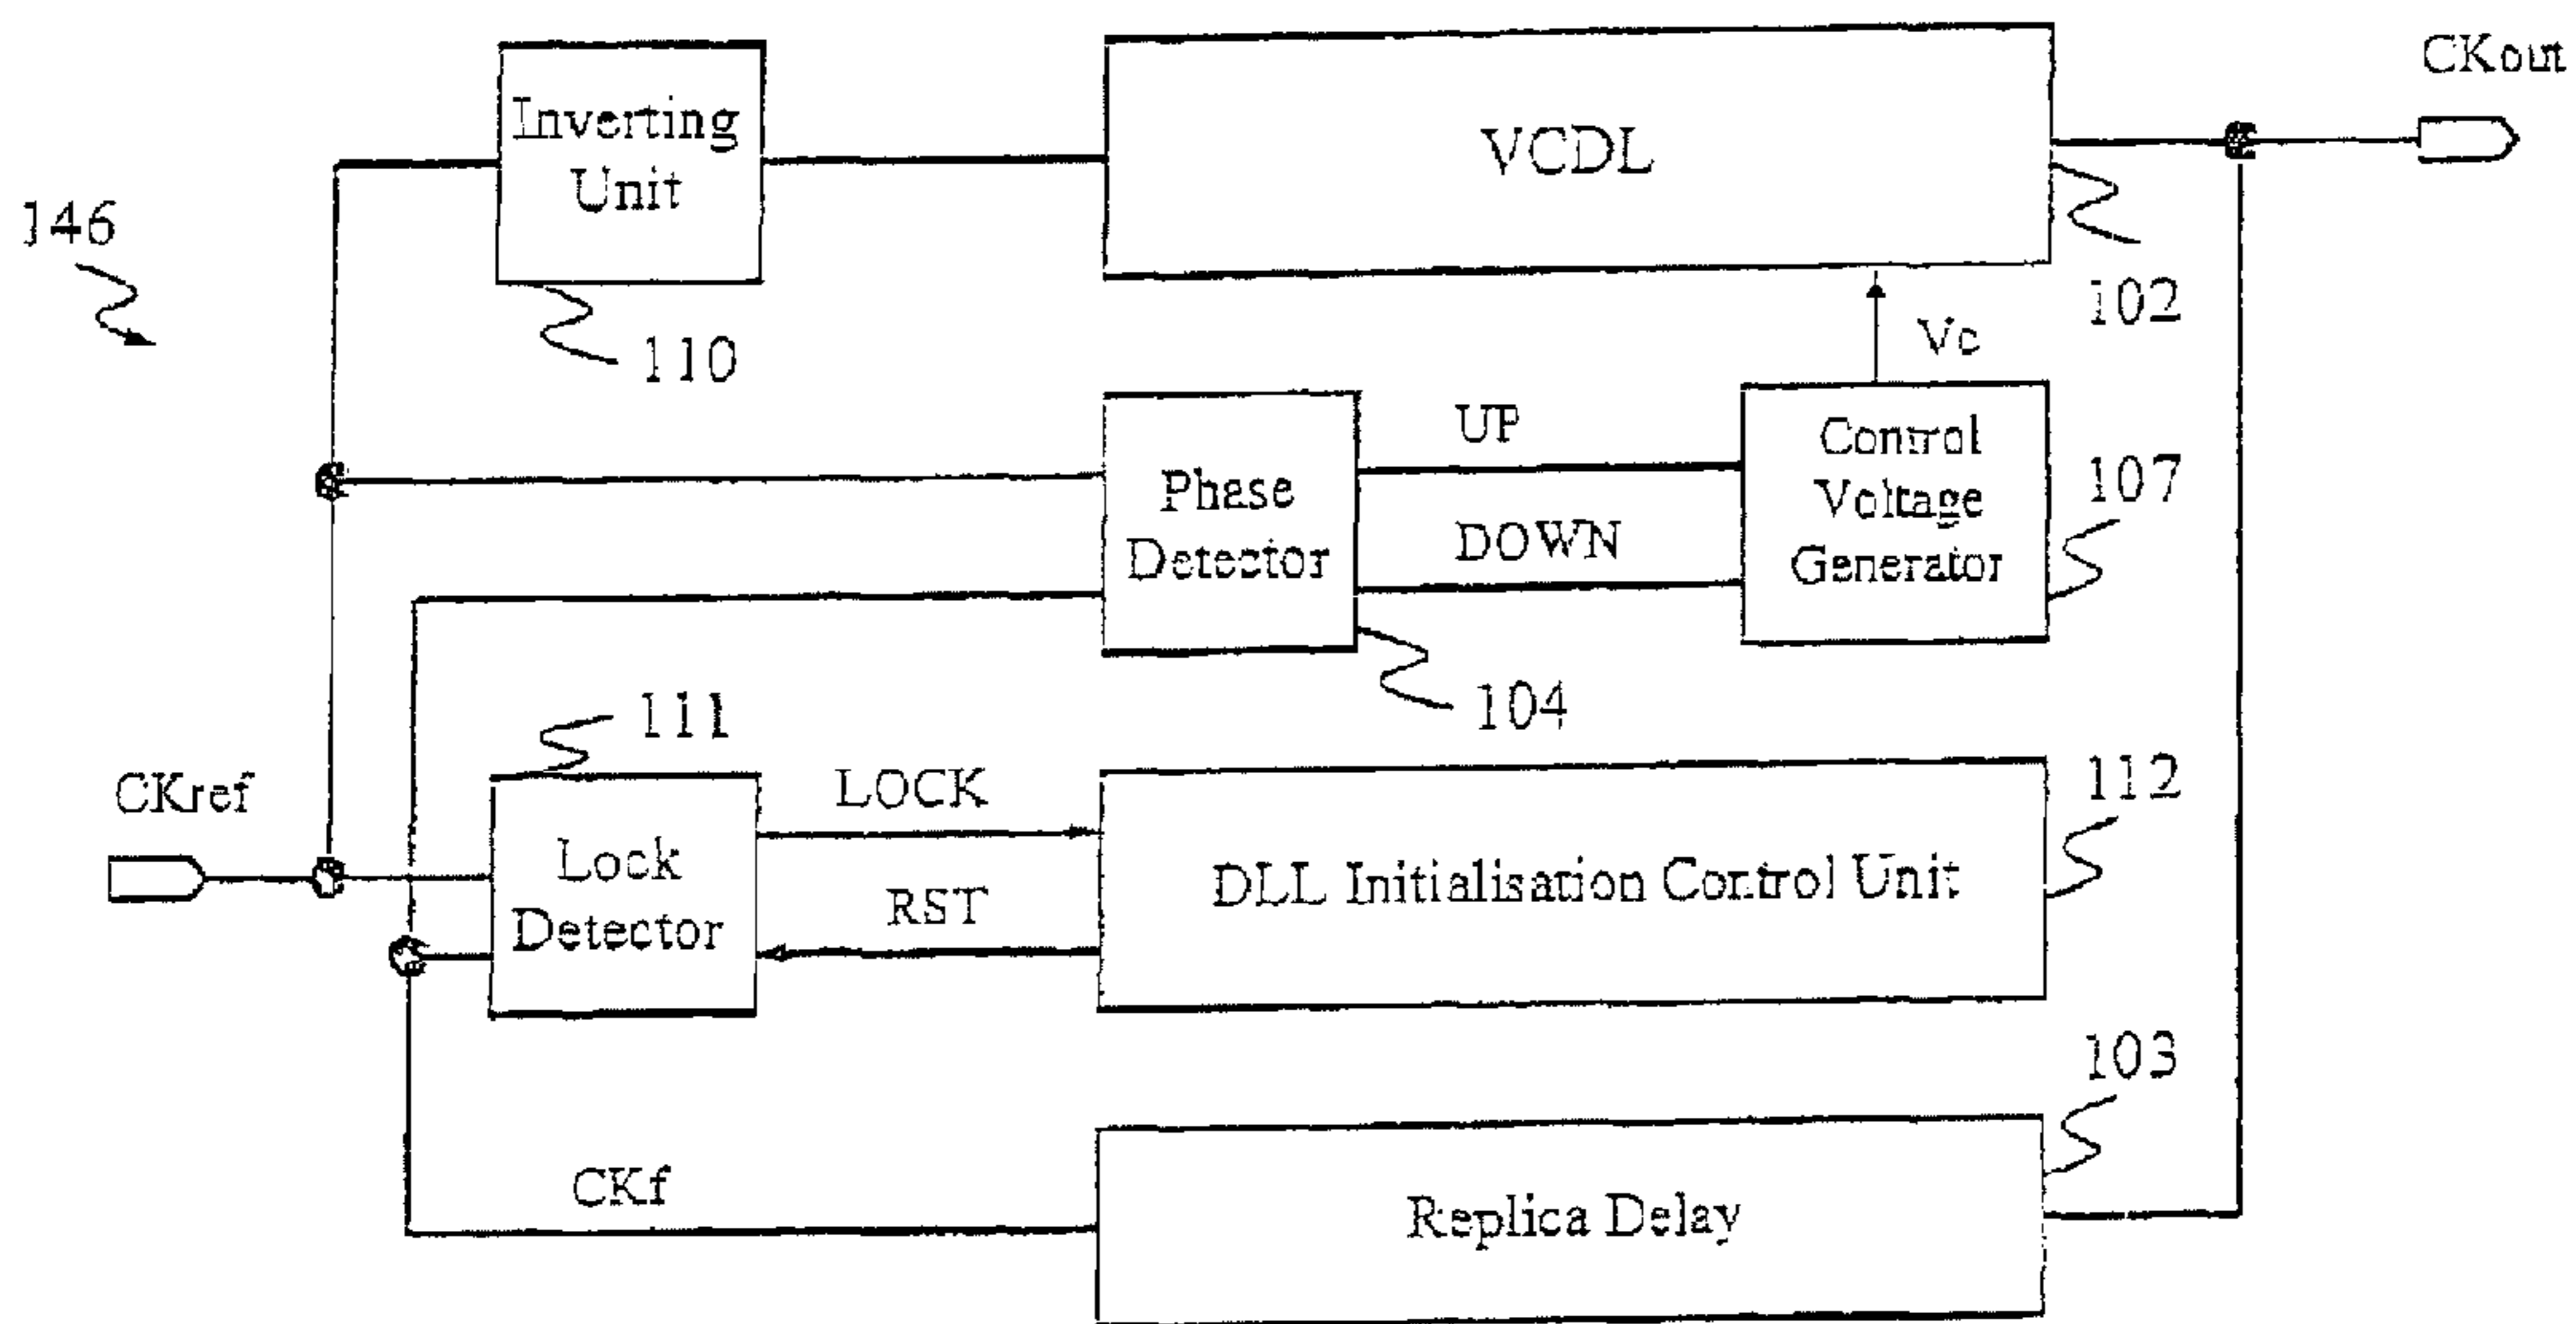 CKout
Inverting
Unit
VCDL
146
102
110
Vc
UP
Control
Voltage
Generator
107
Phase
Detector
DOWN
104
111
112
CKref
LOCK
Lock
Detector
DLL Initialisation Control Unit
RST
103
CKf
Replica Delay